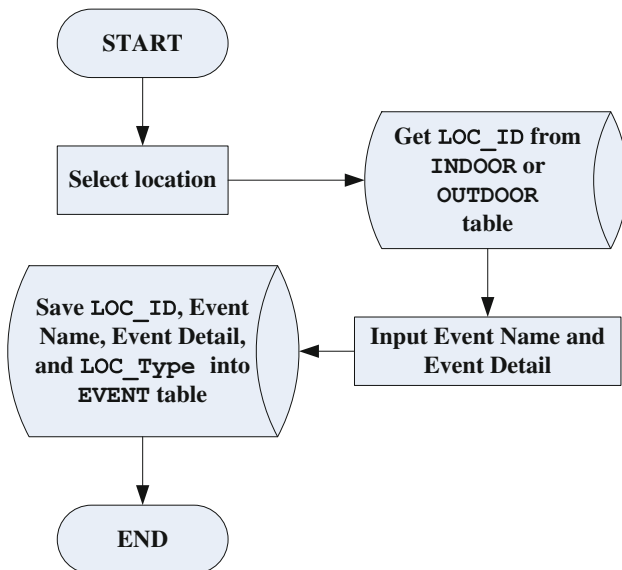 START
Select location
Get LOC_ID from
INDOOR or
OUTDOOR
table
Input Event Name and
Event Detail
Save LOC_ID, Event
Name, Event Detail,
and LOC_Type into
EVENT table
END